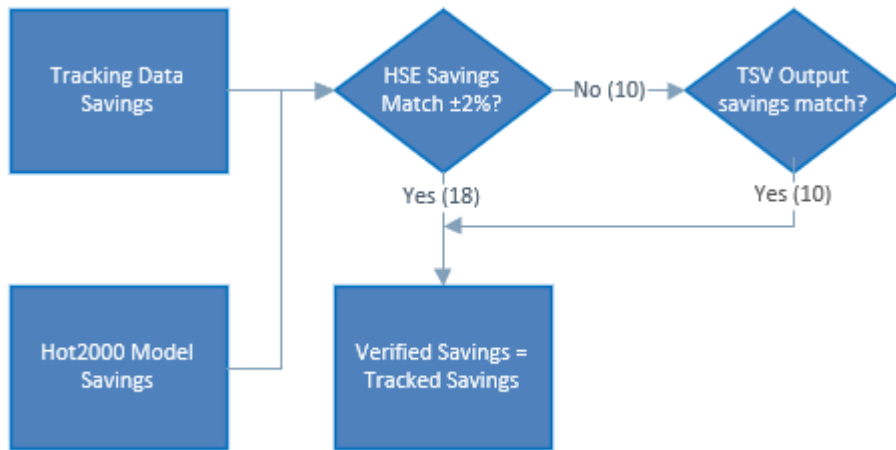 Tracking Data
Savings
HSE Savings
Match ±2%?
No (10)
TSV Output
savings match?
Yes (18)
Yes (10)
Hot2000 Model
Savings
Verified Savings =
Tracked Savings